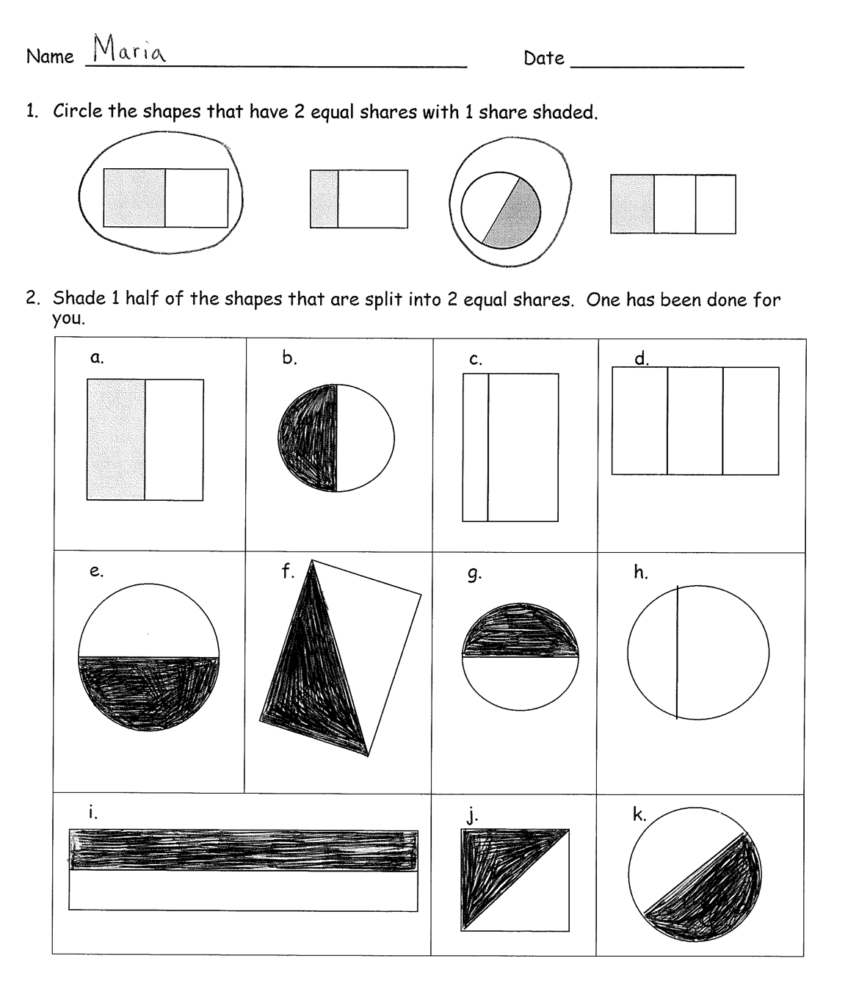 Name Maria Date
1. Circle the shapes that have 2 equal shares with 1 share shaded.
2. Shade 1 half of the shapes that are split into 2 equal shares. One has been done for
you.
a. b. c. d.
e. f. g. h.
i. j. k.